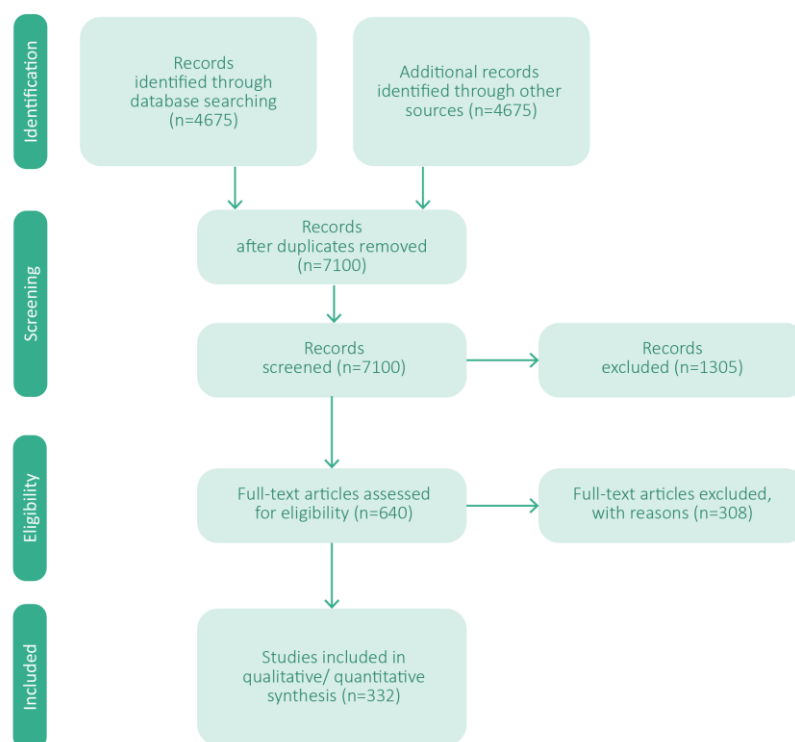 Identification
Records
identified through
database searching
(n=4675)
Additional records
identified through other
sources (n=4675)
Screening
Records
after duplicates removed
(n=7100)
Records
screened (n=7100)
Records
excluded (n=1305)
Eligibility
Full-text articles assessed
for eligibility (n=640)
Full-text articles excluded,
with reasons (n=308)
Included
Studies included in
qualitative/ quantitative
synthesis (n=332)